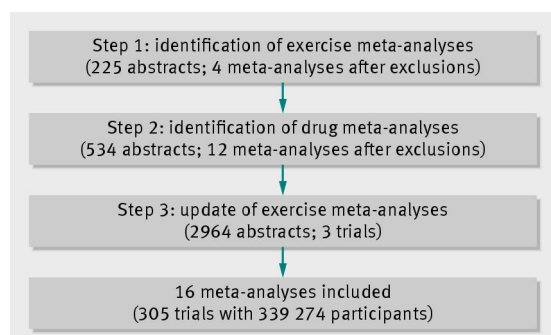 Step 1: identification of exercise meta-analyses
(225 abstracts; 4 meta-analyses after exclusions)
Step 2: identification of drug meta-analyses
(534 abstracts; 12 meta-analyses after exclusions)
Step 3: update of exercise meta-analyses
(2964 abstracts; 3 trials)
16 meta-analyses included
(305 trials with 339 274 participants)